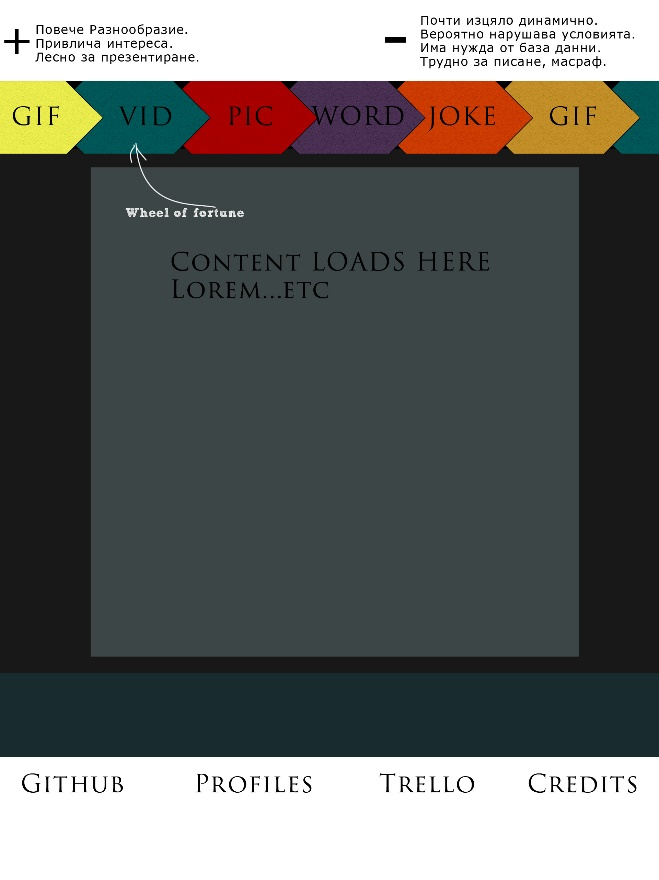 + Повече Разнообразие.
Привлича интереса.
Лесно за презентиране.
- Почти изцяло динамично.
Вероятно нарушава условията.
Има нужда от база данни.
Трудно за писане, масраф.
GIF VID PIC WORD JOKE GIF
Wheel of fortune
Content LOADS HERE
Lorem...etc
Github Profiles Trello Credits